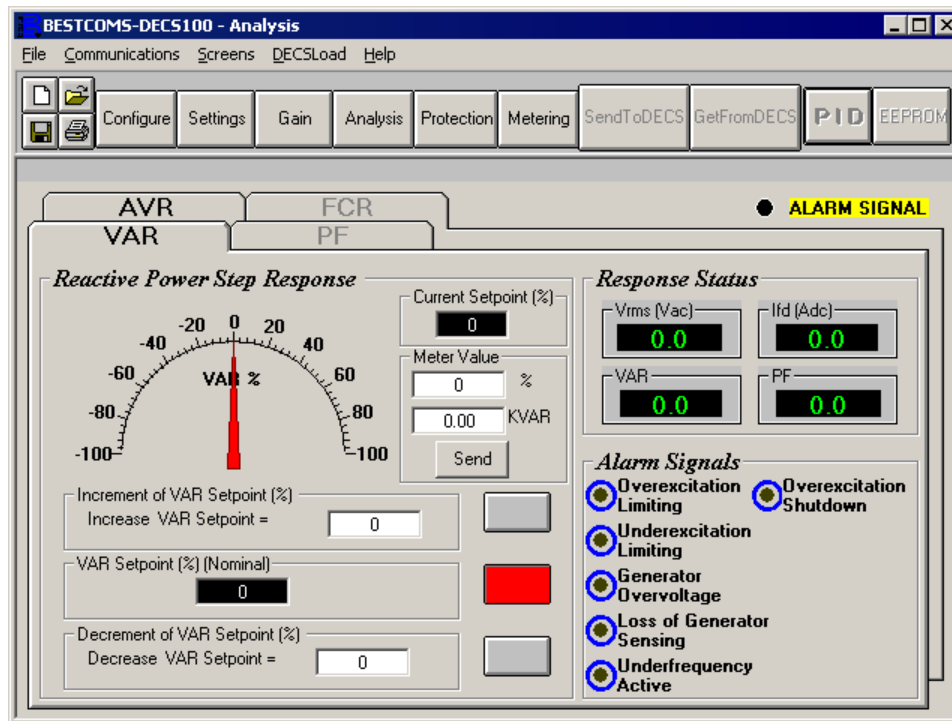 BESTCOMS-DECS100 - Analysis
File Communications Screens DECSLoad Help
Configure Settings Gain Analysis Protection Metering SendToDECS GetFromDECS PID EEPROM
AVR FCR
ALARM SIGNAL
VAR PF
Reactive Power Step Response
-100 -80 -60 -40 -20 0 20 40 60 80 100
VAR %
Current Setpoint (%)
0
Meter Value
0 %
0.00 KVAR
Send
Increment of VAR Setpoint (%)
Increase VAR Setpoint = 0
VAR Setpoint (%) (Nominal)
0
Decrement of VAR Setpoint (%)
Decrease VAR Setpoint = 0
Response Status
Vrms (Vac) Ifd (Adc)
0.0 0.0
VAR PF
0.0 0.0
Alarm Signals
Overexcitation
Limiting
Overexcitation
Shutdown
Underexcitation
Limiting
Generator
Overvoltage
Loss of Generator
Sensing
Underfrequency
Active